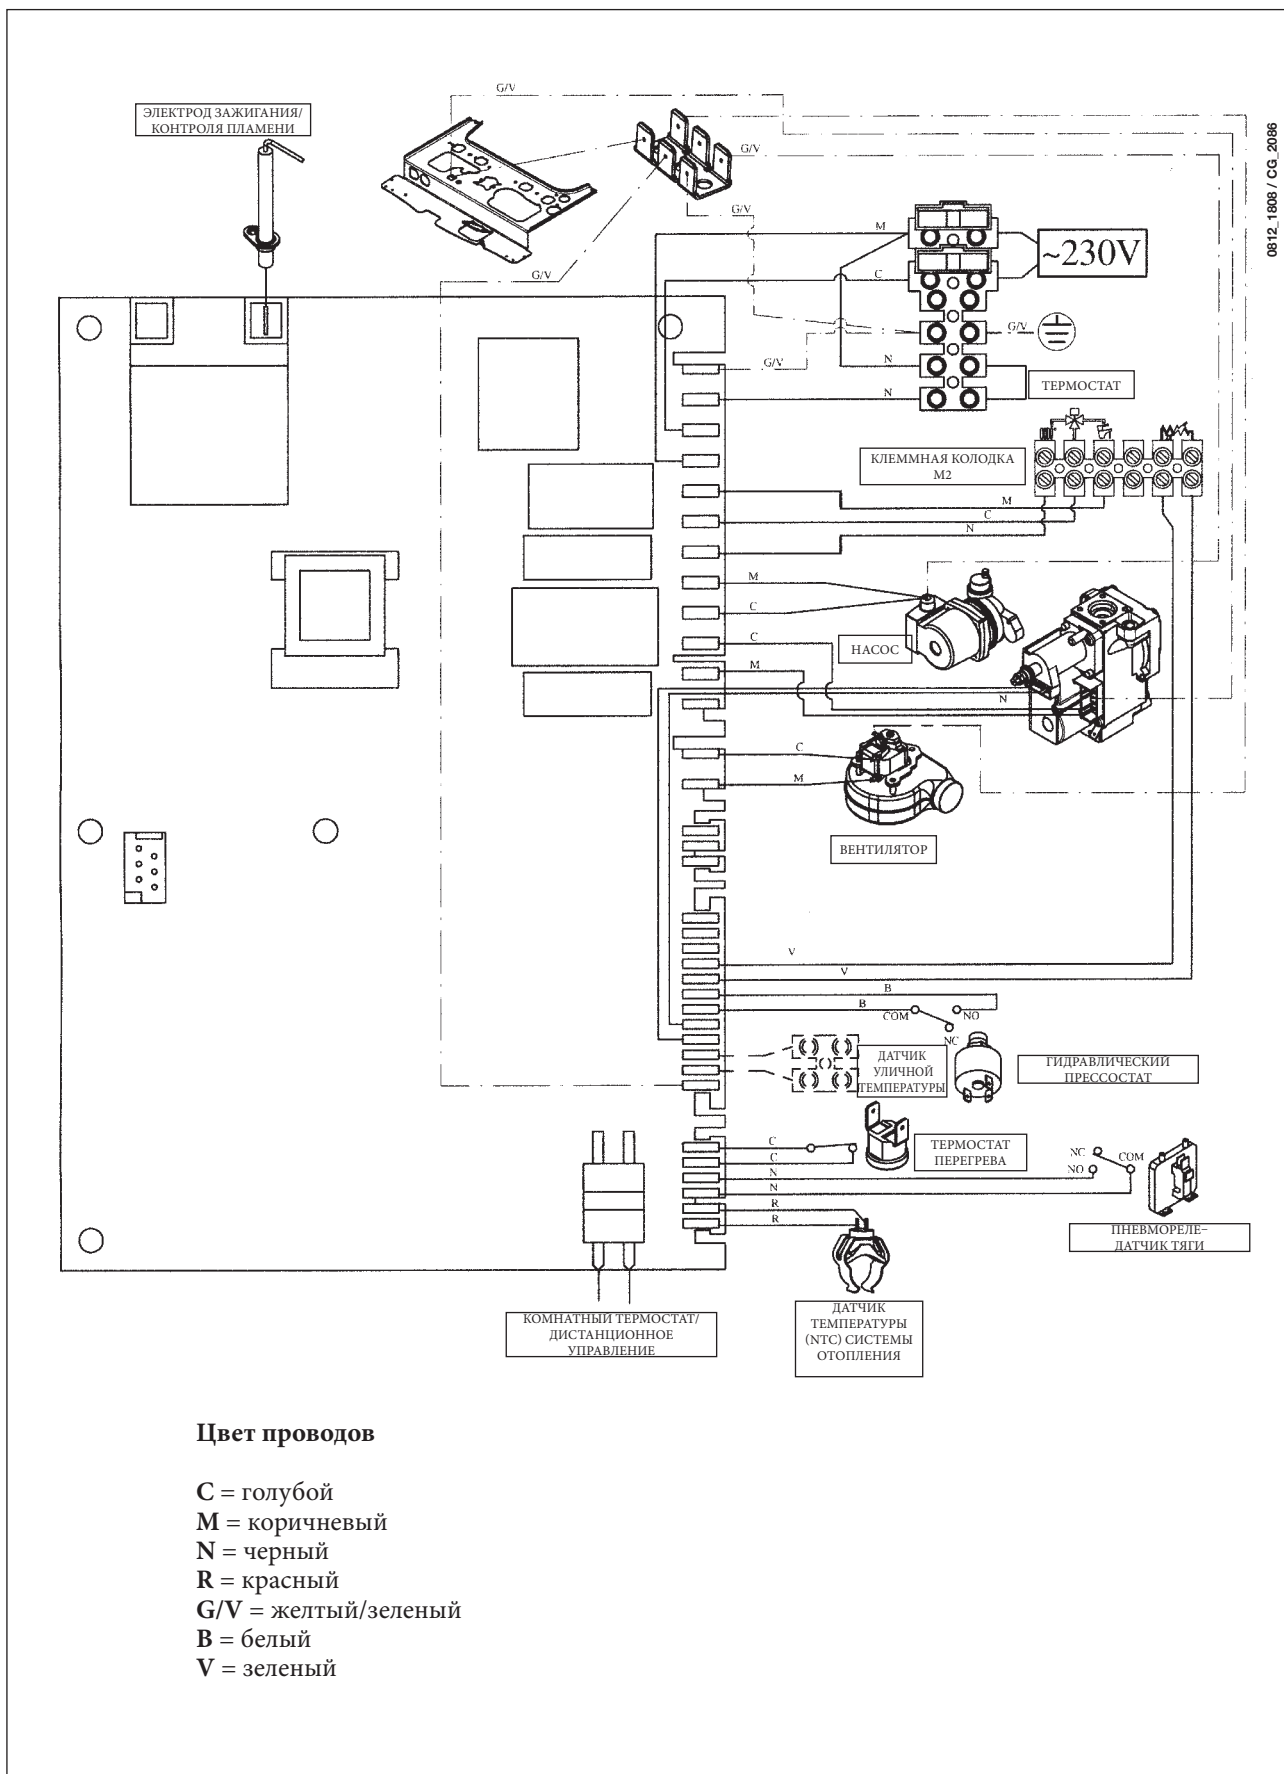 G/V
ЭЛЕКТРОД ЗАЖИГАНИЯ/
КОНТРОЛЯ ПЛАМЕНИ
0812_1808 / CG_2086
G/V
G/V
M
~230V
G/V
C
G/V
G/V
N
ТЕРМОСТАТ
N
КЛЕММНАЯ КОЛОДКА
М2
M
C
N
M
C
C
НАСОС
M
N
C
M
ВЕНТИЛЯТОР
V
V
B
B
COM
NO
NC
ДАТЧИК
УЛИЧНОЙ
ТЕМПЕРАТУРЫ
ГИДРАВЛИЧЕСКИЙ
ПРЕССОСТАТ
C
C
ТЕРМОСТАТ
ПЕРЕГРЕВА
NC
COM
NO
N
N
R
R
ПНЕВМОРЕЛЕ–
ДАТЧИК ТЯГИ
КОМНАТНЫЙ ТЕРМОСТАТ/
ДИСТАНЦИОННОЕ
УПРАВЛЕНИЕ
ДАТЧИК
ТЕМПЕРАТУРЫ
(NTC) СИСТЕМЫ
ОТОПЛЕНИЯ
Цвет проводов
C = голубой
M = коричневый
N = черный
R = красный
G/V = желтый/зеленый
B = белый
V = зеленый